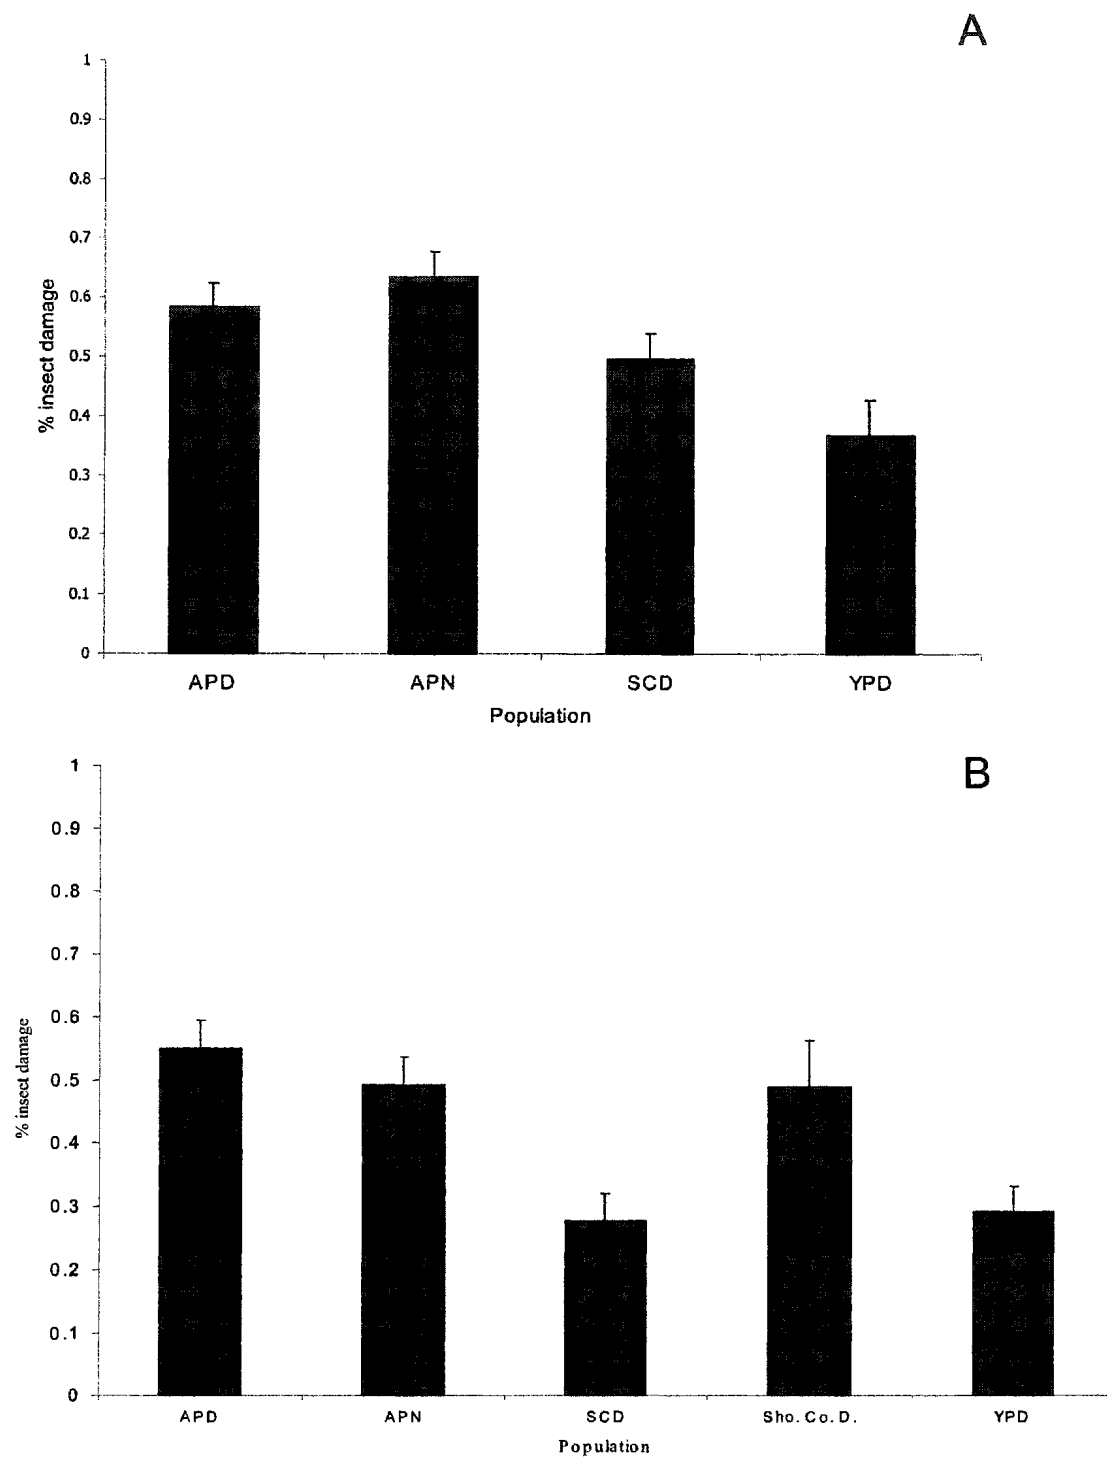 A
1
0.9
0.8
0.7
0.6
0.5
0.4
0.3
0.2
0.1
0
% insect damage
APD APN SCD YPD
Population
B
1
0.9
0.8
0.7
0.6
0.5
0.4
0.3
0.2
0.1
0
% insect damage
APD APN SCD Sho. Co. D. YPD
Population